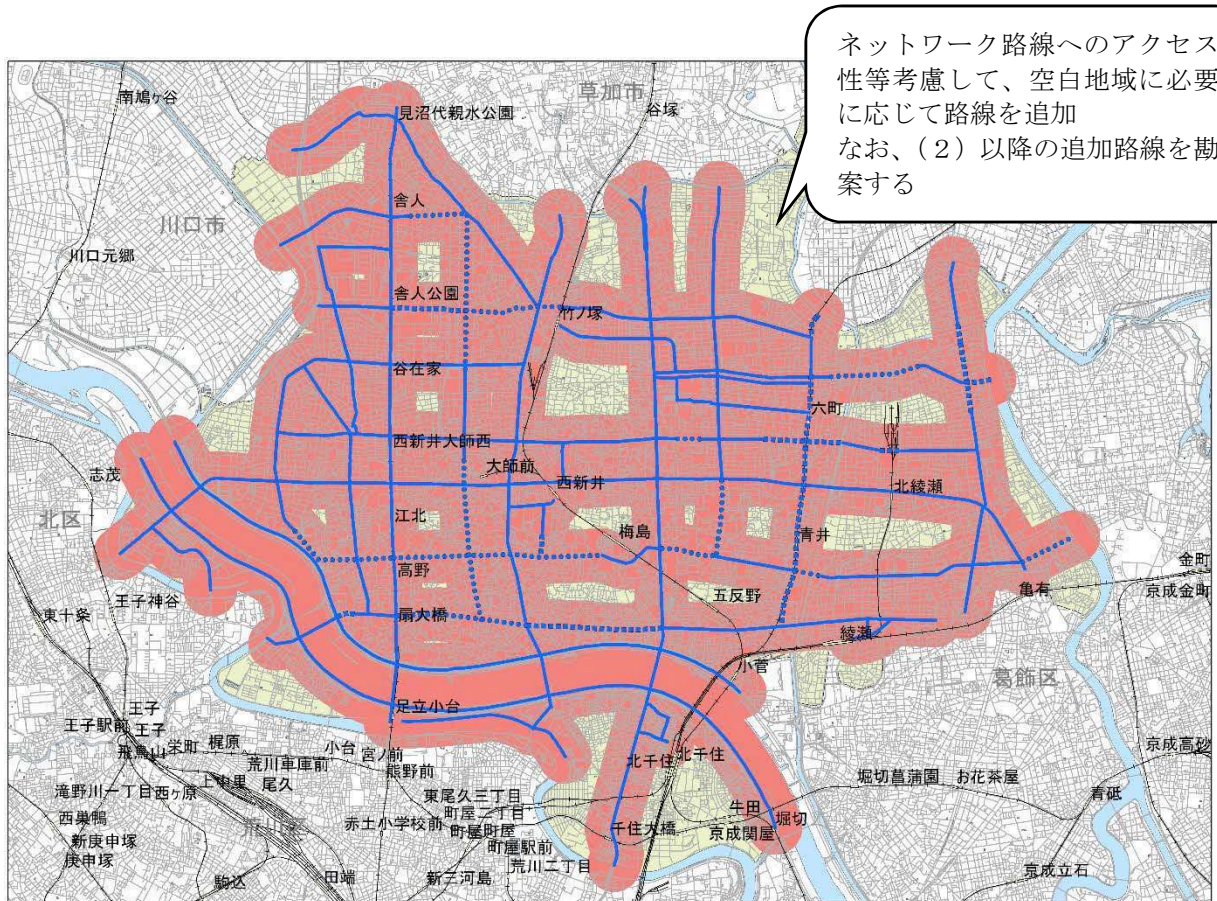 ネットワーク路線へのアクセス
性等考慮して、空白地域に必要
に応じて路線を追加
なお、(2)以降の追加路線を勘
案する
南鳩ヶ谷
草加市
谷塚
見沼代親水公園
舎人
川口市
川口元郷
舎人公園
竹ノ塚
谷在家
六町
西新井大師西
大師前
西新井
北綾瀬
志茂
北区
江北
梅島
青井
高野
五反野
亀有
金町
京成金町
王子神谷
東十条
扇大橋
綾瀬
小菅
葛飾区
足立小台
王子
王子駅前
王子
飛鳥山
栄町
梶原
小台
宮ノ前
荒川車庫前
熊野前
北千住
北千住
京成高砂
上中里
尾久
堀切菖蒲園
お花茶屋
青砥
滝野川一丁目
西ヶ原
東尾久三丁目
町屋二丁目
牛田
堀切
西巣鴨
荒川区
赤土小学校前
町屋
町屋
千住大橋
京成関屋
新庚申塚
町屋駅前
庚申塚
荒川二丁目
駒込
田端
新三河島
京成立石